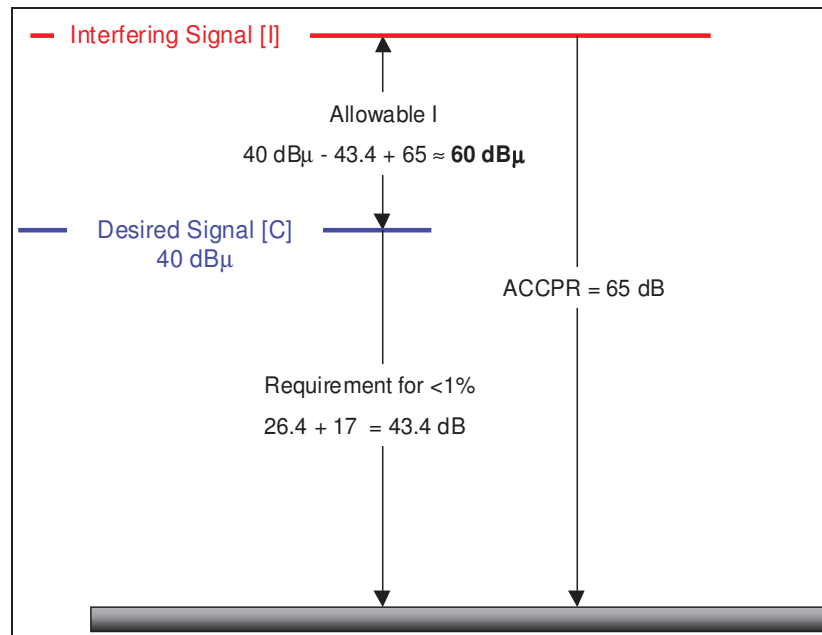 Interfering Signal [I]
Allowable I
40 dBμ - 43.4 + 65 ≈ 60 dBμ
Desired Signal [C]
40 dBμ
ACCPR = 65 dB
Requirement for <1%
26.4 + 17 = 43.4 dB